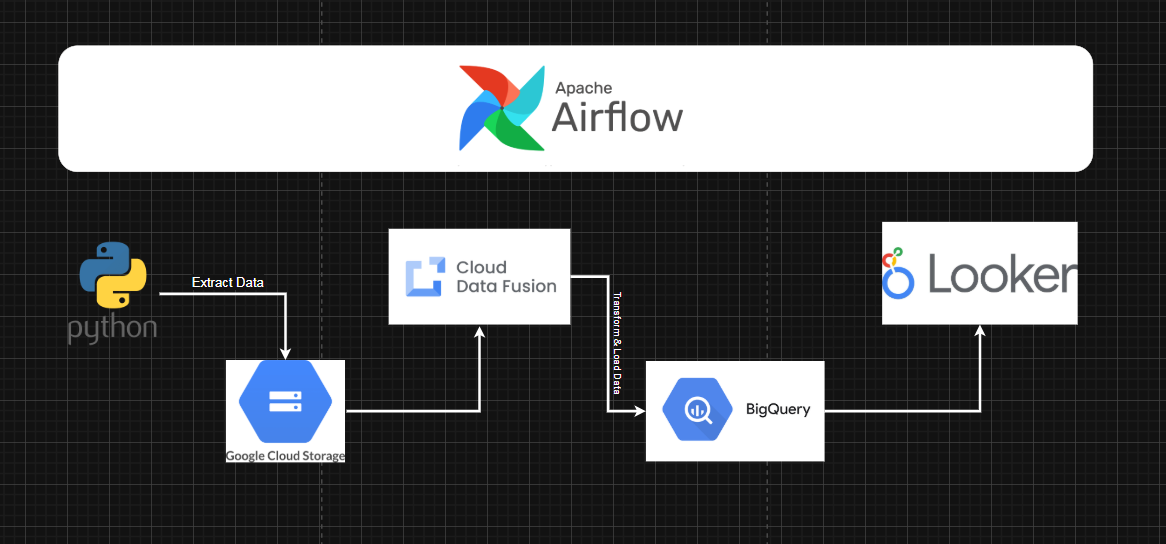 Apache
Airflow
python
Extract Data
Google Cloud Storage
Cloud
Data Fusion
Transform & Load Data
BigQuery
Looker